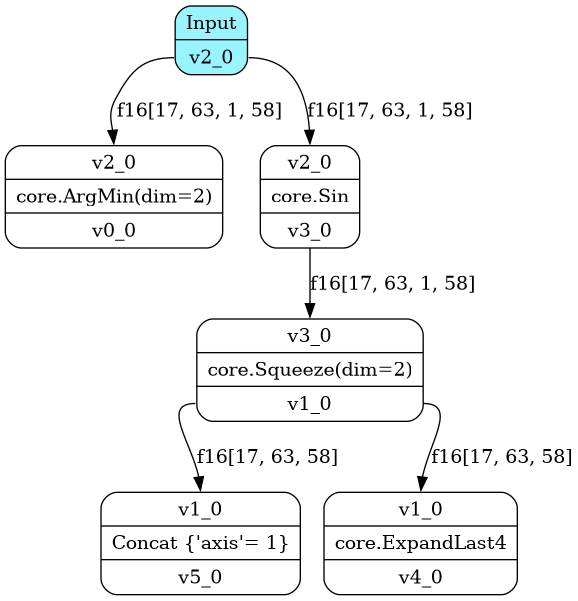 Input
v2_0
f16[17, 63, 1, 58]
f16[17, 63, 1, 58]
v2_0
core.ArgMin(dim=2)
v0_0
v2_0
core.Sin
v3_0
f16[17, 63, 1, 58]
v3_0
core.Squeeze(dim=2)
v1_0
f16[17, 63, 58]
f16[17, 63, 58]
v1_0
Concat {'axis'= 1}
v5_0
v1_0
core.ExpandLast4
v4_0